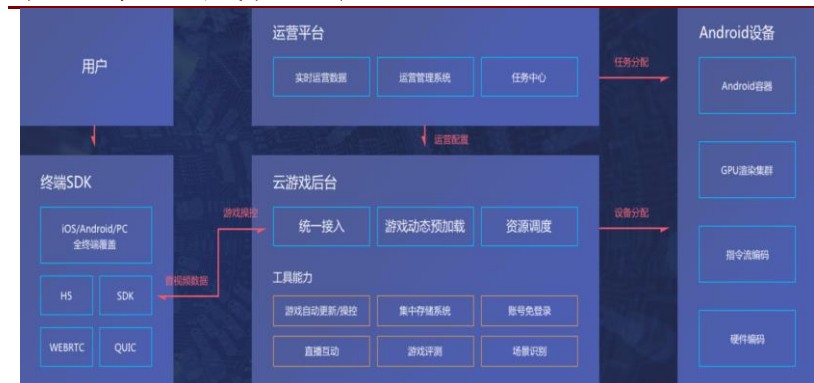 用户
运营平台
实时运营数据
运营管理系统
任务中心
任务分配
Android设备
Android容器
GPU渲染集群
指令流编码
硬件编码
运营配置
终端SDK
iOS/Android/PC
全终端覆盖
H5
SDK
WEBRTC
QUIC
游戏操控
音视频数据
云游戏后台
统一接入
游戏动态预加载
资源调度
设备分配
工具能力
游戏自动更新/操控
集中存储系统
账号免登录
直播互动
游戏评测
场景识别